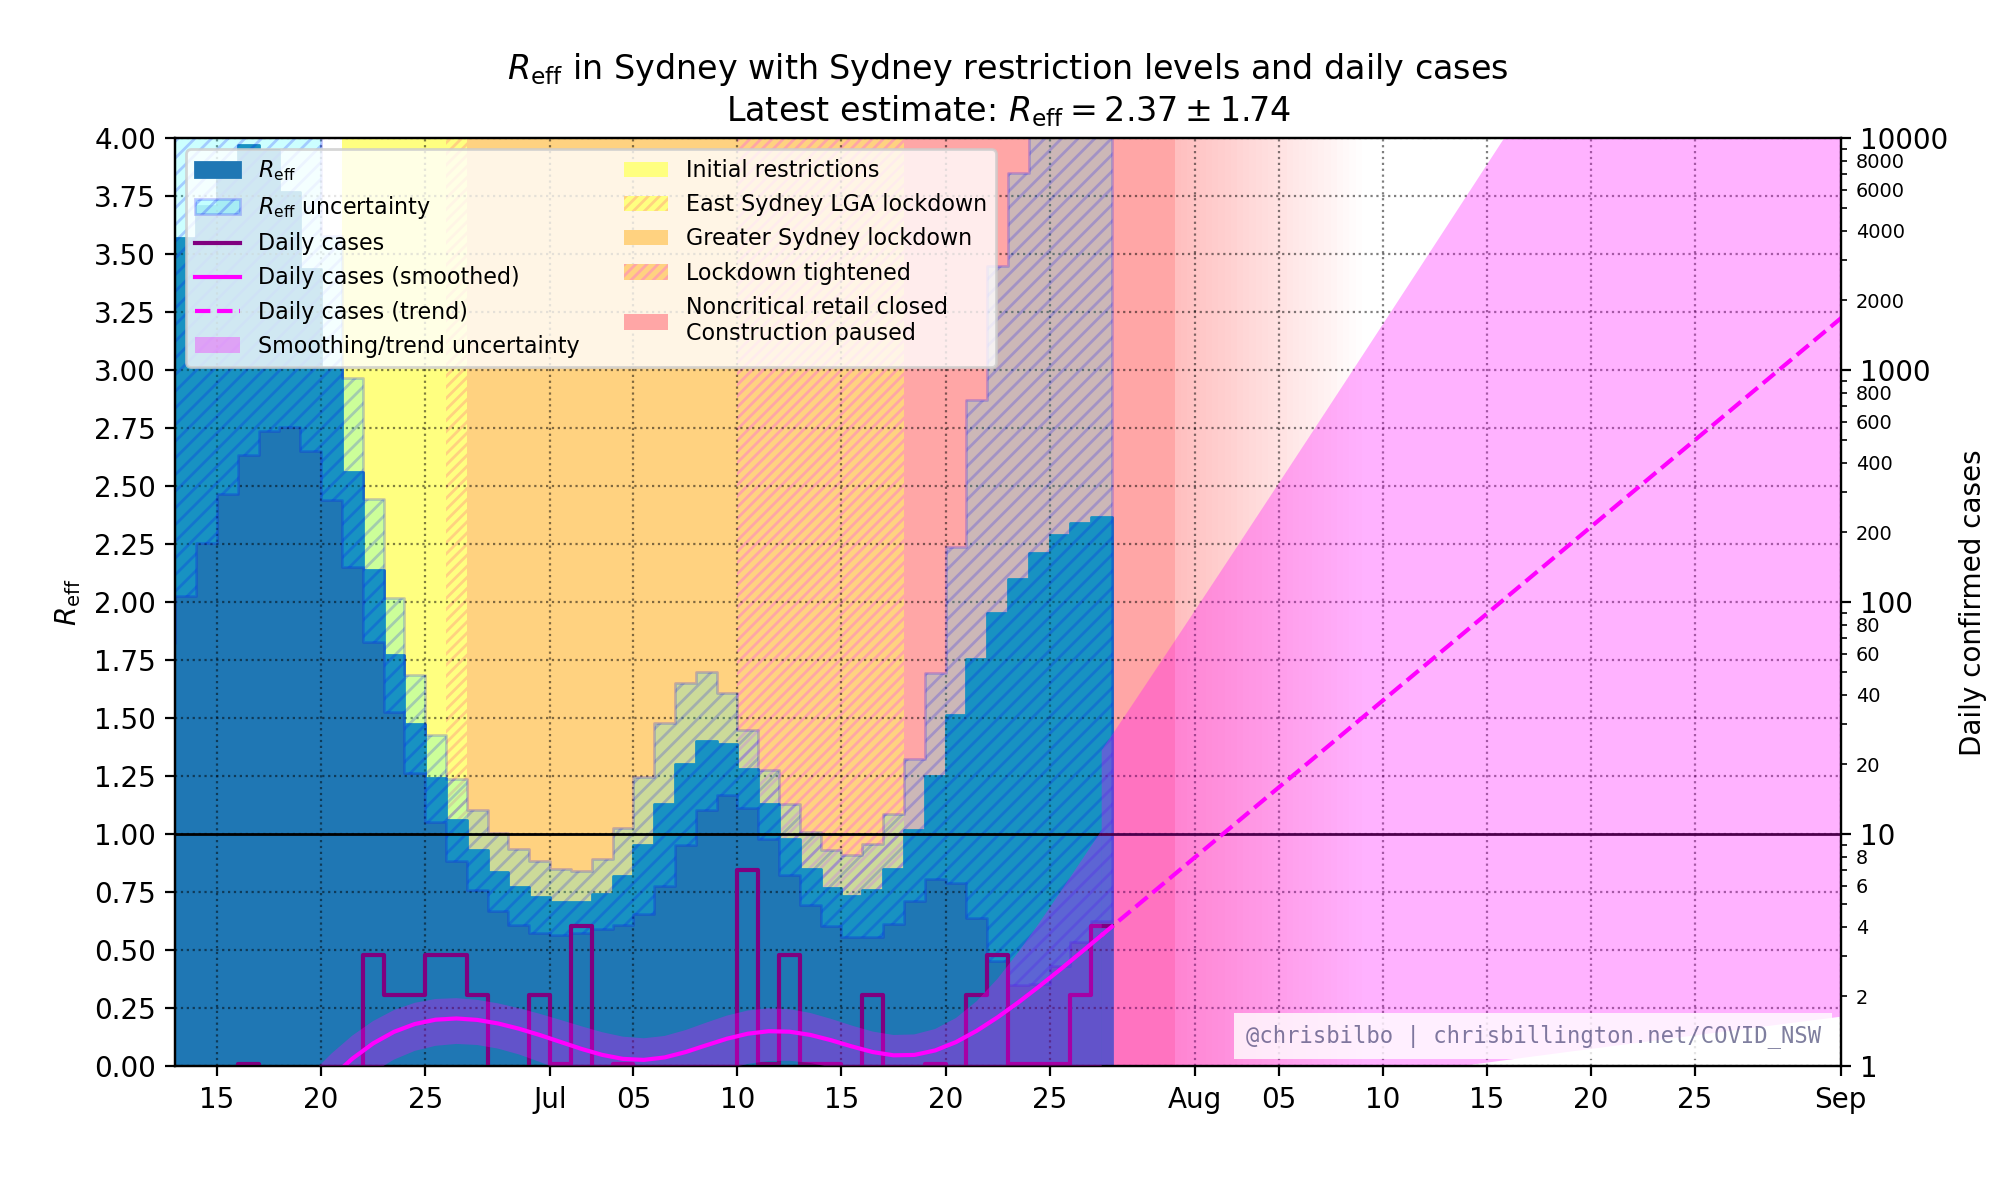 R_eff in Sydney with Sydney restriction levels and daily cases
Latest estimate: R_eff = 2.37 ± 1.74
R_eff
R_eff uncertainty
Daily cases
Daily cases (smoothed)
Daily cases (trend)
Smoothing/trend uncertainty
Initial restrictions
East Sydney LGA lockdown
Greater Sydney lockdown
Lockdown tightened
Noncritical retail closed
Construction paused
R_eff
4.00
3.75
3.50
3.25
3.00
2.75
2.50
2.25
2.00
1.75
1.50
1.25
1.00
0.75
0.50
0.25
0.00
10000
8000
6000
4000
2000
1000
800
600
400
200
100
80
60
40
20
10
8
6
4
2
1
Daily confirmed cases
@chrisbilbo | chrisbillington.net/COVID_NSW
15 20 25 Jul 05 10 15 20 25 Aug 05 10 15 20 25 Sep